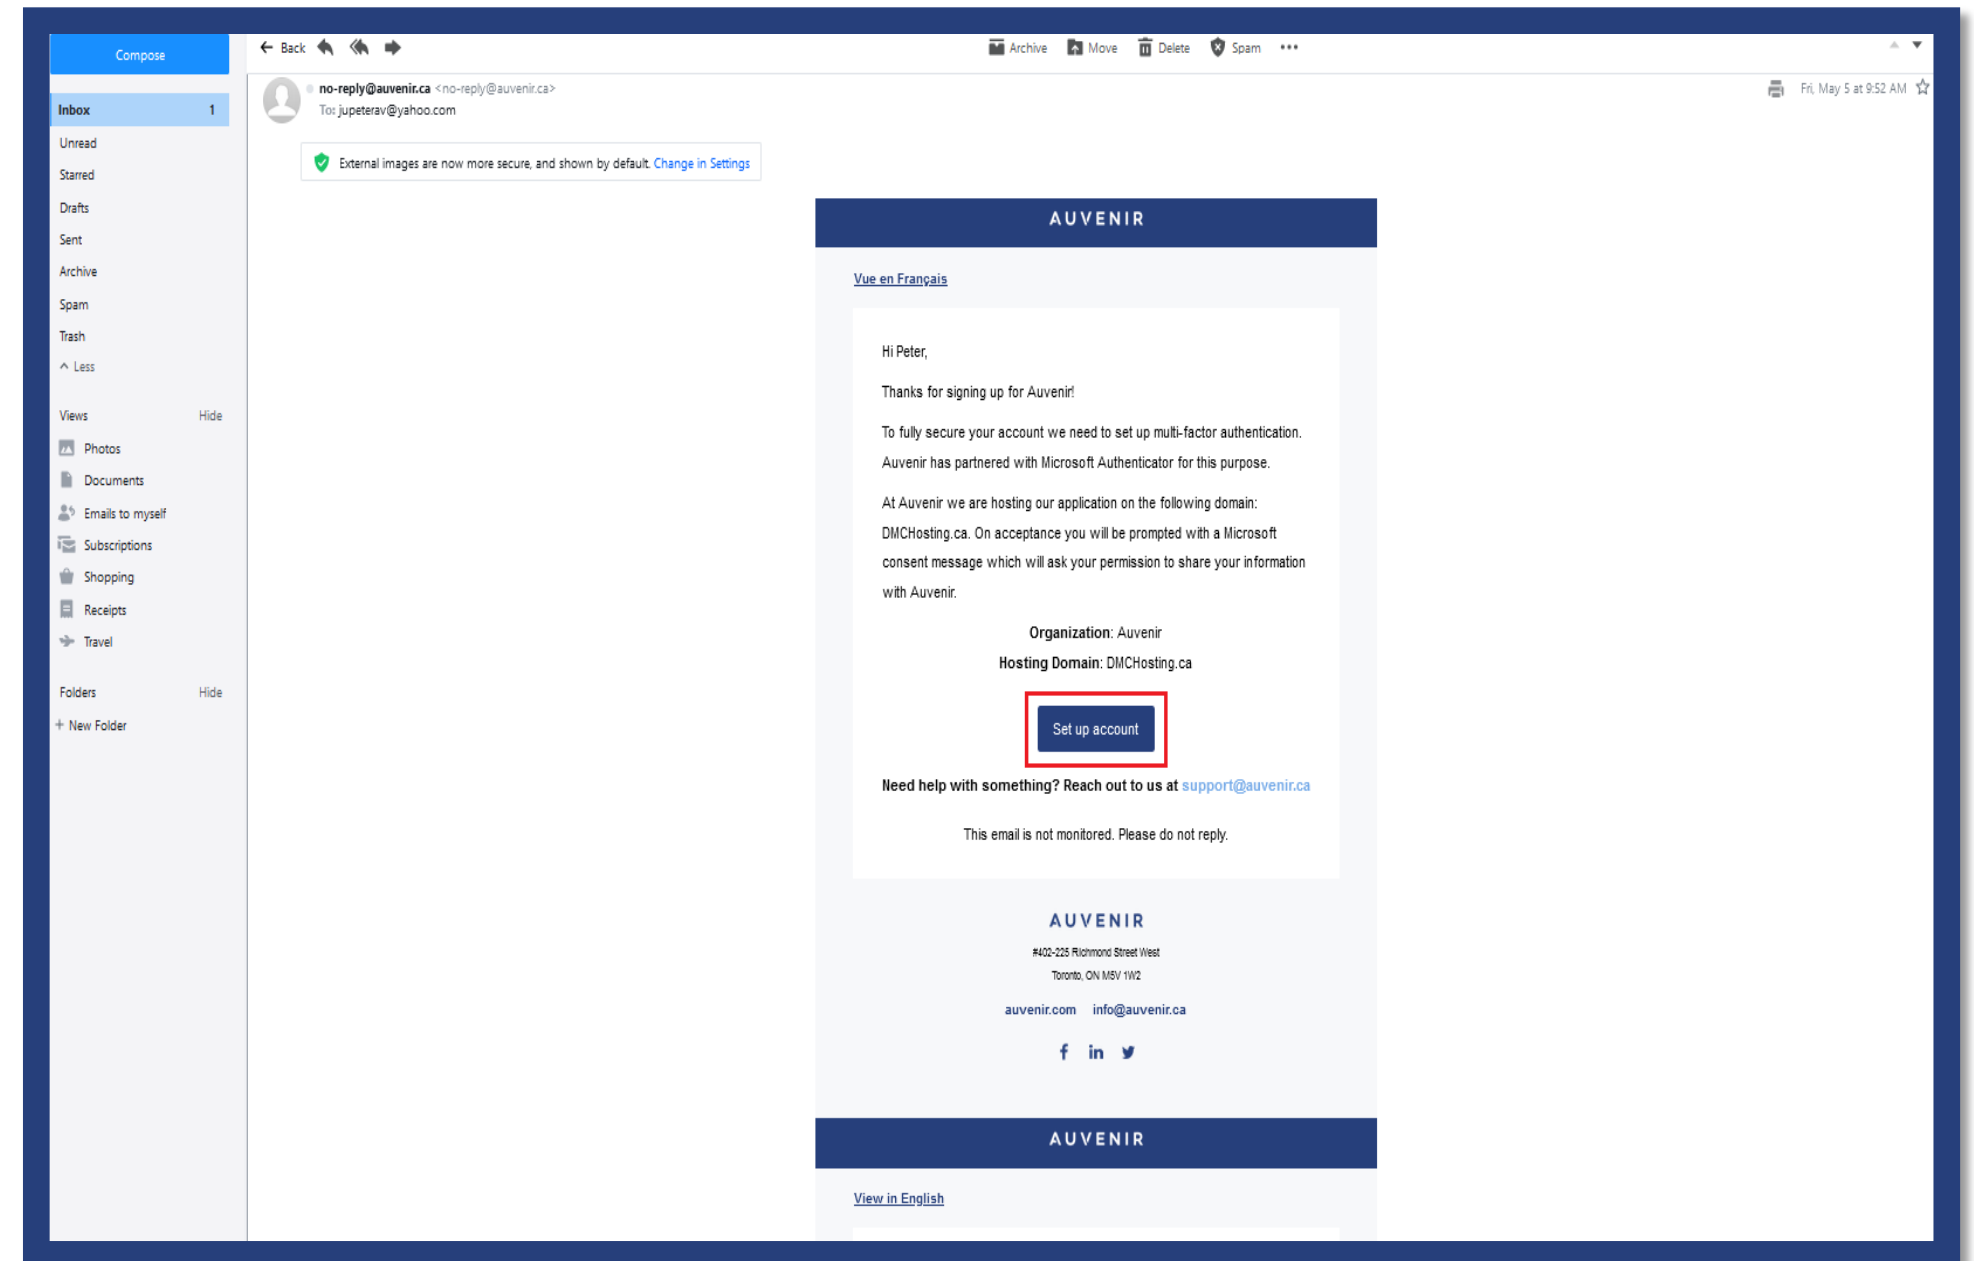 Compose
Inbox 1
Unread
Starred
Drafts
Sent
Archive
Spam
Trash
Less
Views Hide
Photos
Documents
Emails to myself
Subscriptions
Shopping
Receipts
Travel
Folders Hide
+ New Folder
Back
Archive Move Delete Spam
no-reply@auvenir.ca <no-reply@auvenir.ca>
To: jupeterav@yahoo.com
Fri, May 5 at 9:52 AM
External images are now more secure, and shown by default. Change in Settings
AUVENIR
Vue en Français
Hi Peter,
Thanks for signing up for Auvenir!
To fully secure your account we need to set up multi-factor authentication.
Auvenir has partnered with Microsoft Authenticator for this purpose.
At Auvenir we are hosting our application on the following domain:
DMCHosting.ca. On acceptance you will be prompted with a Microsoft
consent message which will ask your permission to share your information
with Auvenir.
Organization: Auvenir
Hosting Domain: DMCHosting.ca
Set up account
Need help with something? Reach out to us at support@auvenir.ca
This email is not monitored. Please do not reply.
AUVENIR
#402-225 Richmond Street West
Toronto, ON M5V 1W2
auvenir.com info@auvenir.ca
AUVENIR
View in English